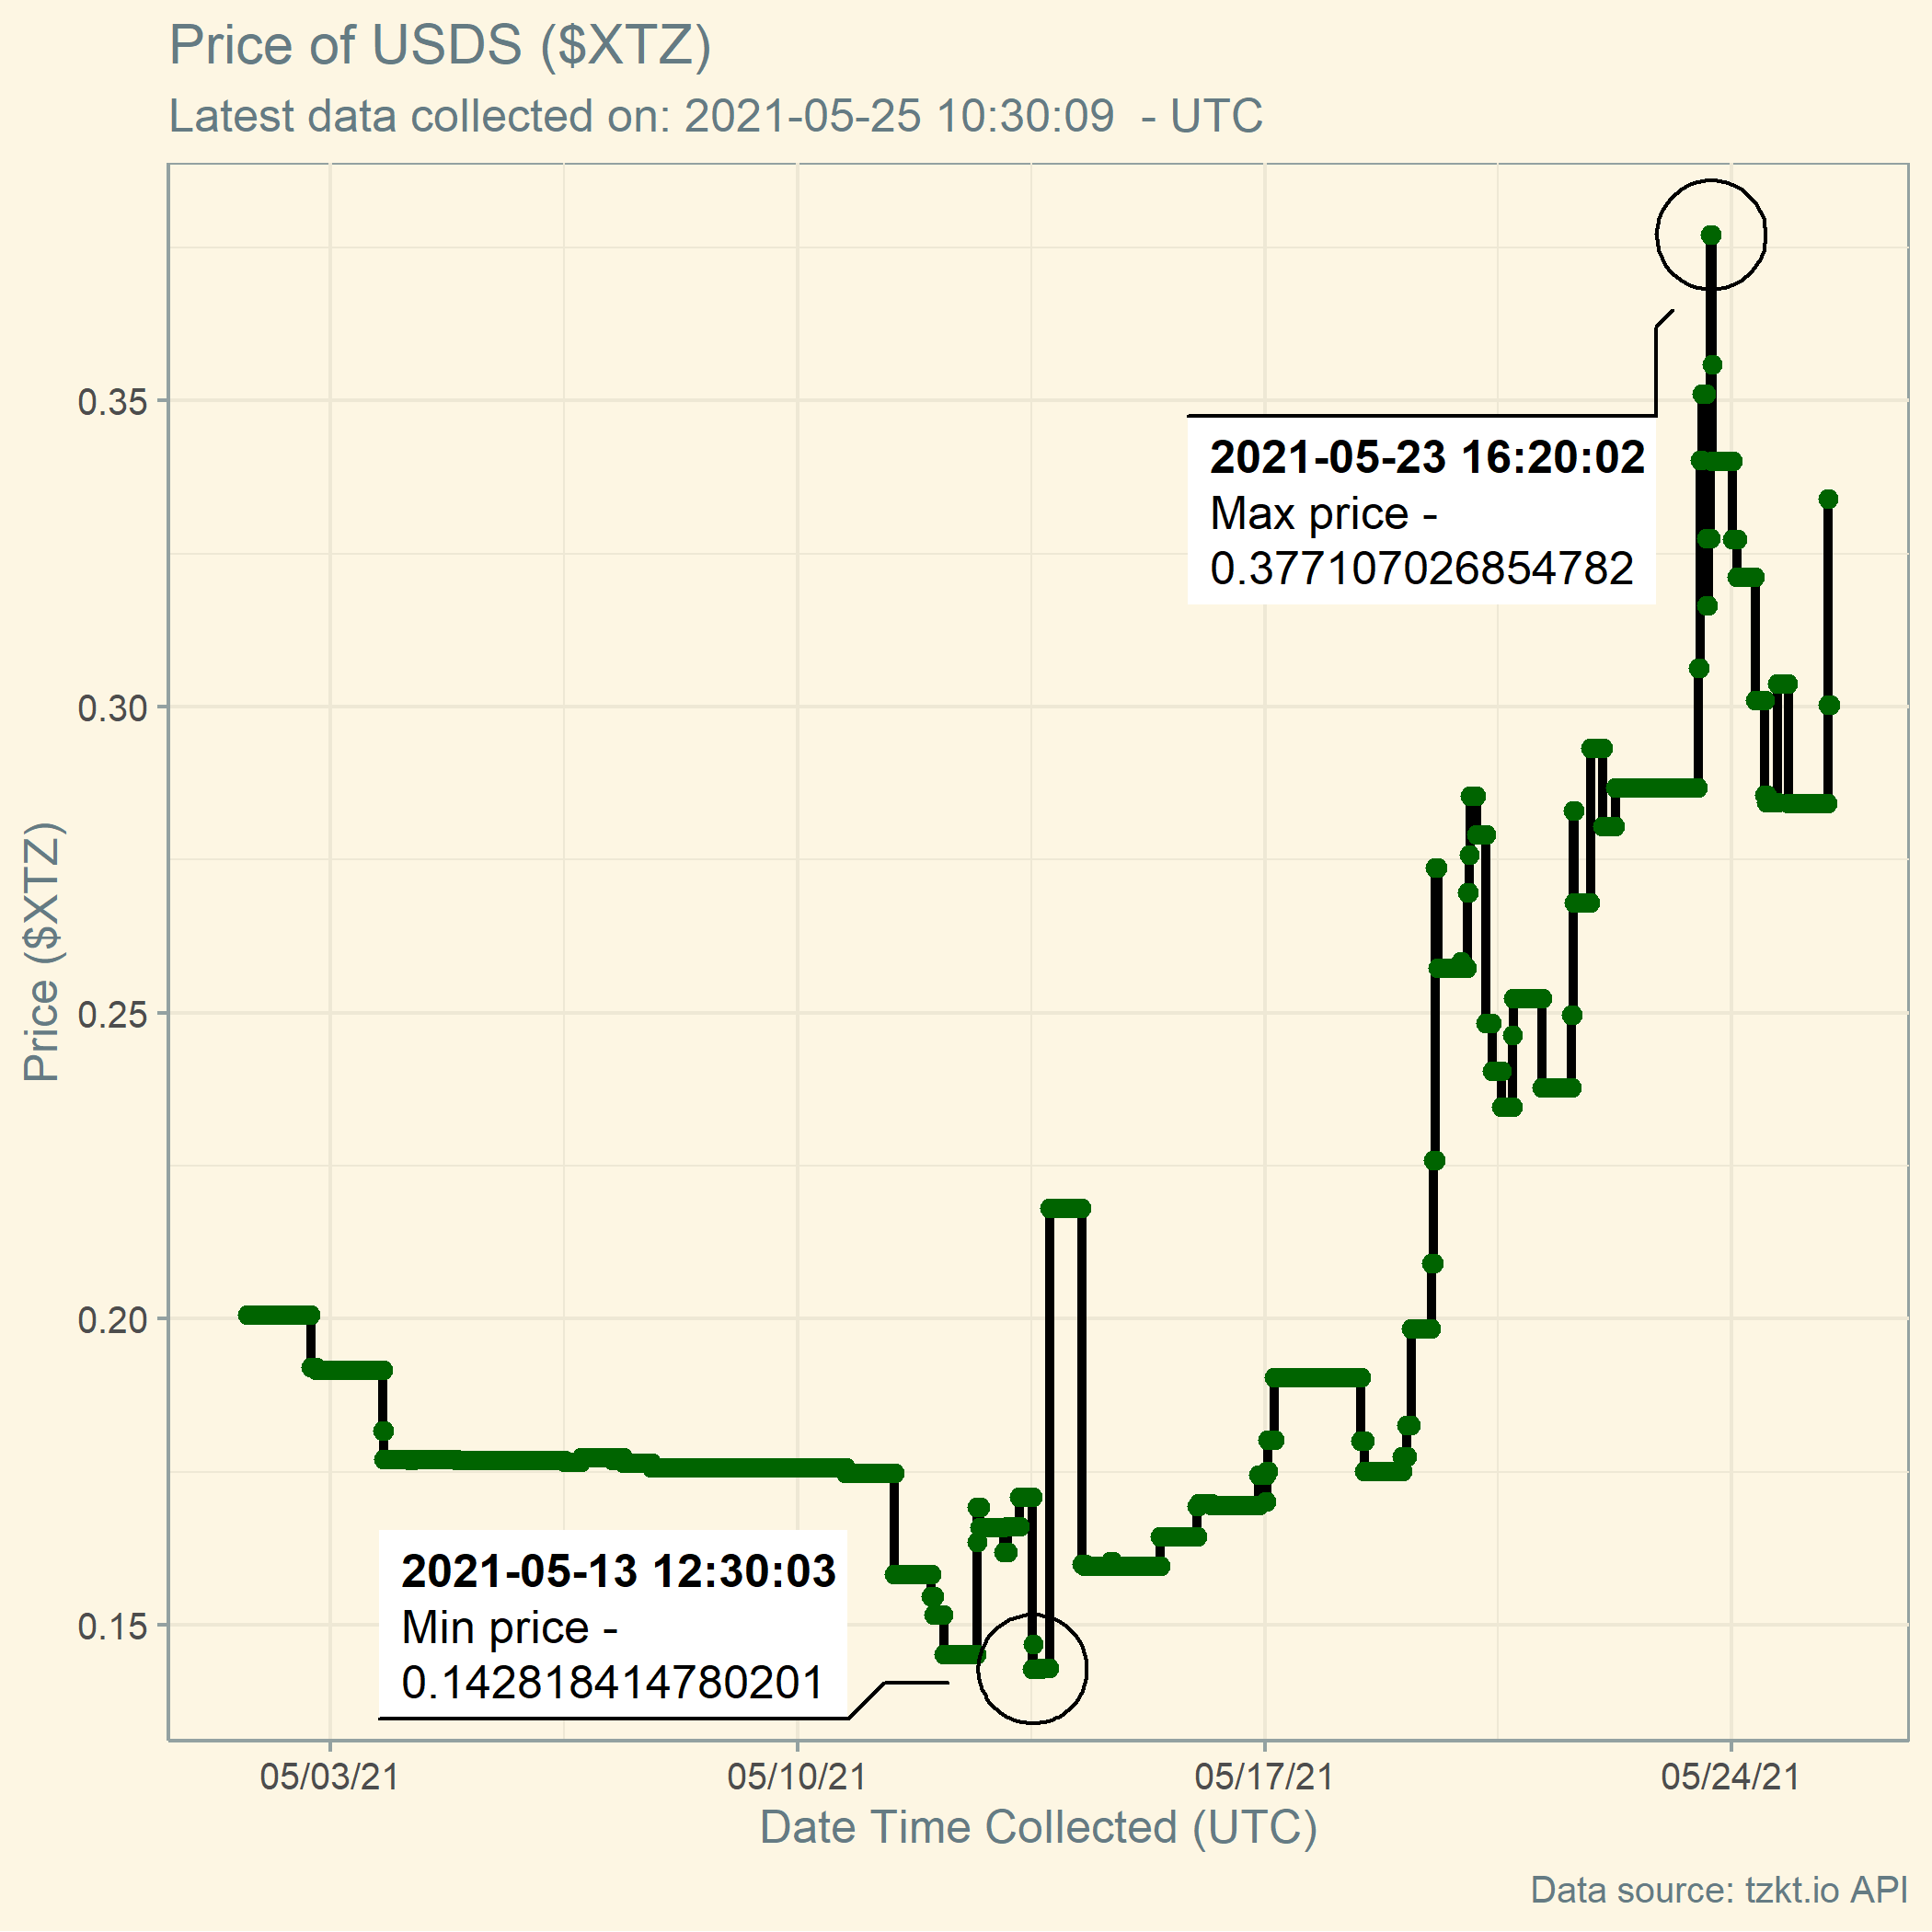 Price of USDS ($XTZ)
Latest data collected on: 2021-05-25 10:30:09  - UTC
2021-05-23 16:20:02
Max price -
0.377107026854782
0.35
0.30
0.25
0.20
0.15
Price ($XTZ)
2021-05-13 12:30:03
Min price -
0.142818414780201
05/03/21
05/10/21
05/17/21
05/24/21
Date Time Collected (UTC)
Data source: tzkt.io API